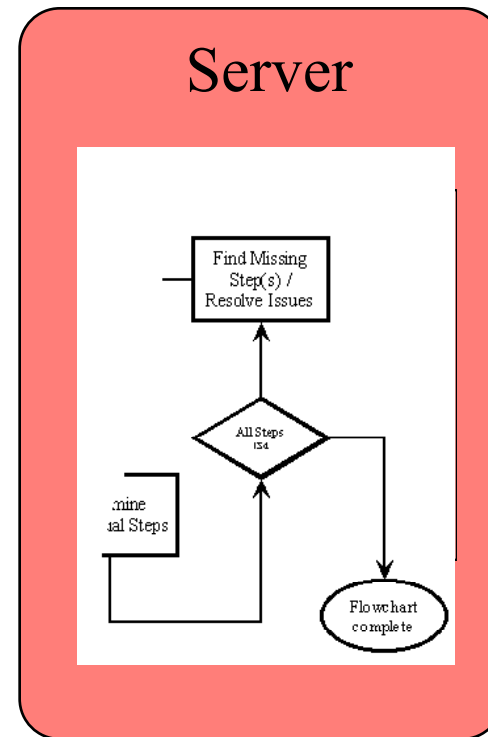 Server
Find Missing
Step(s) /
Resolve Issues
All Steps
mine
ual Steps
Flowchart
complete